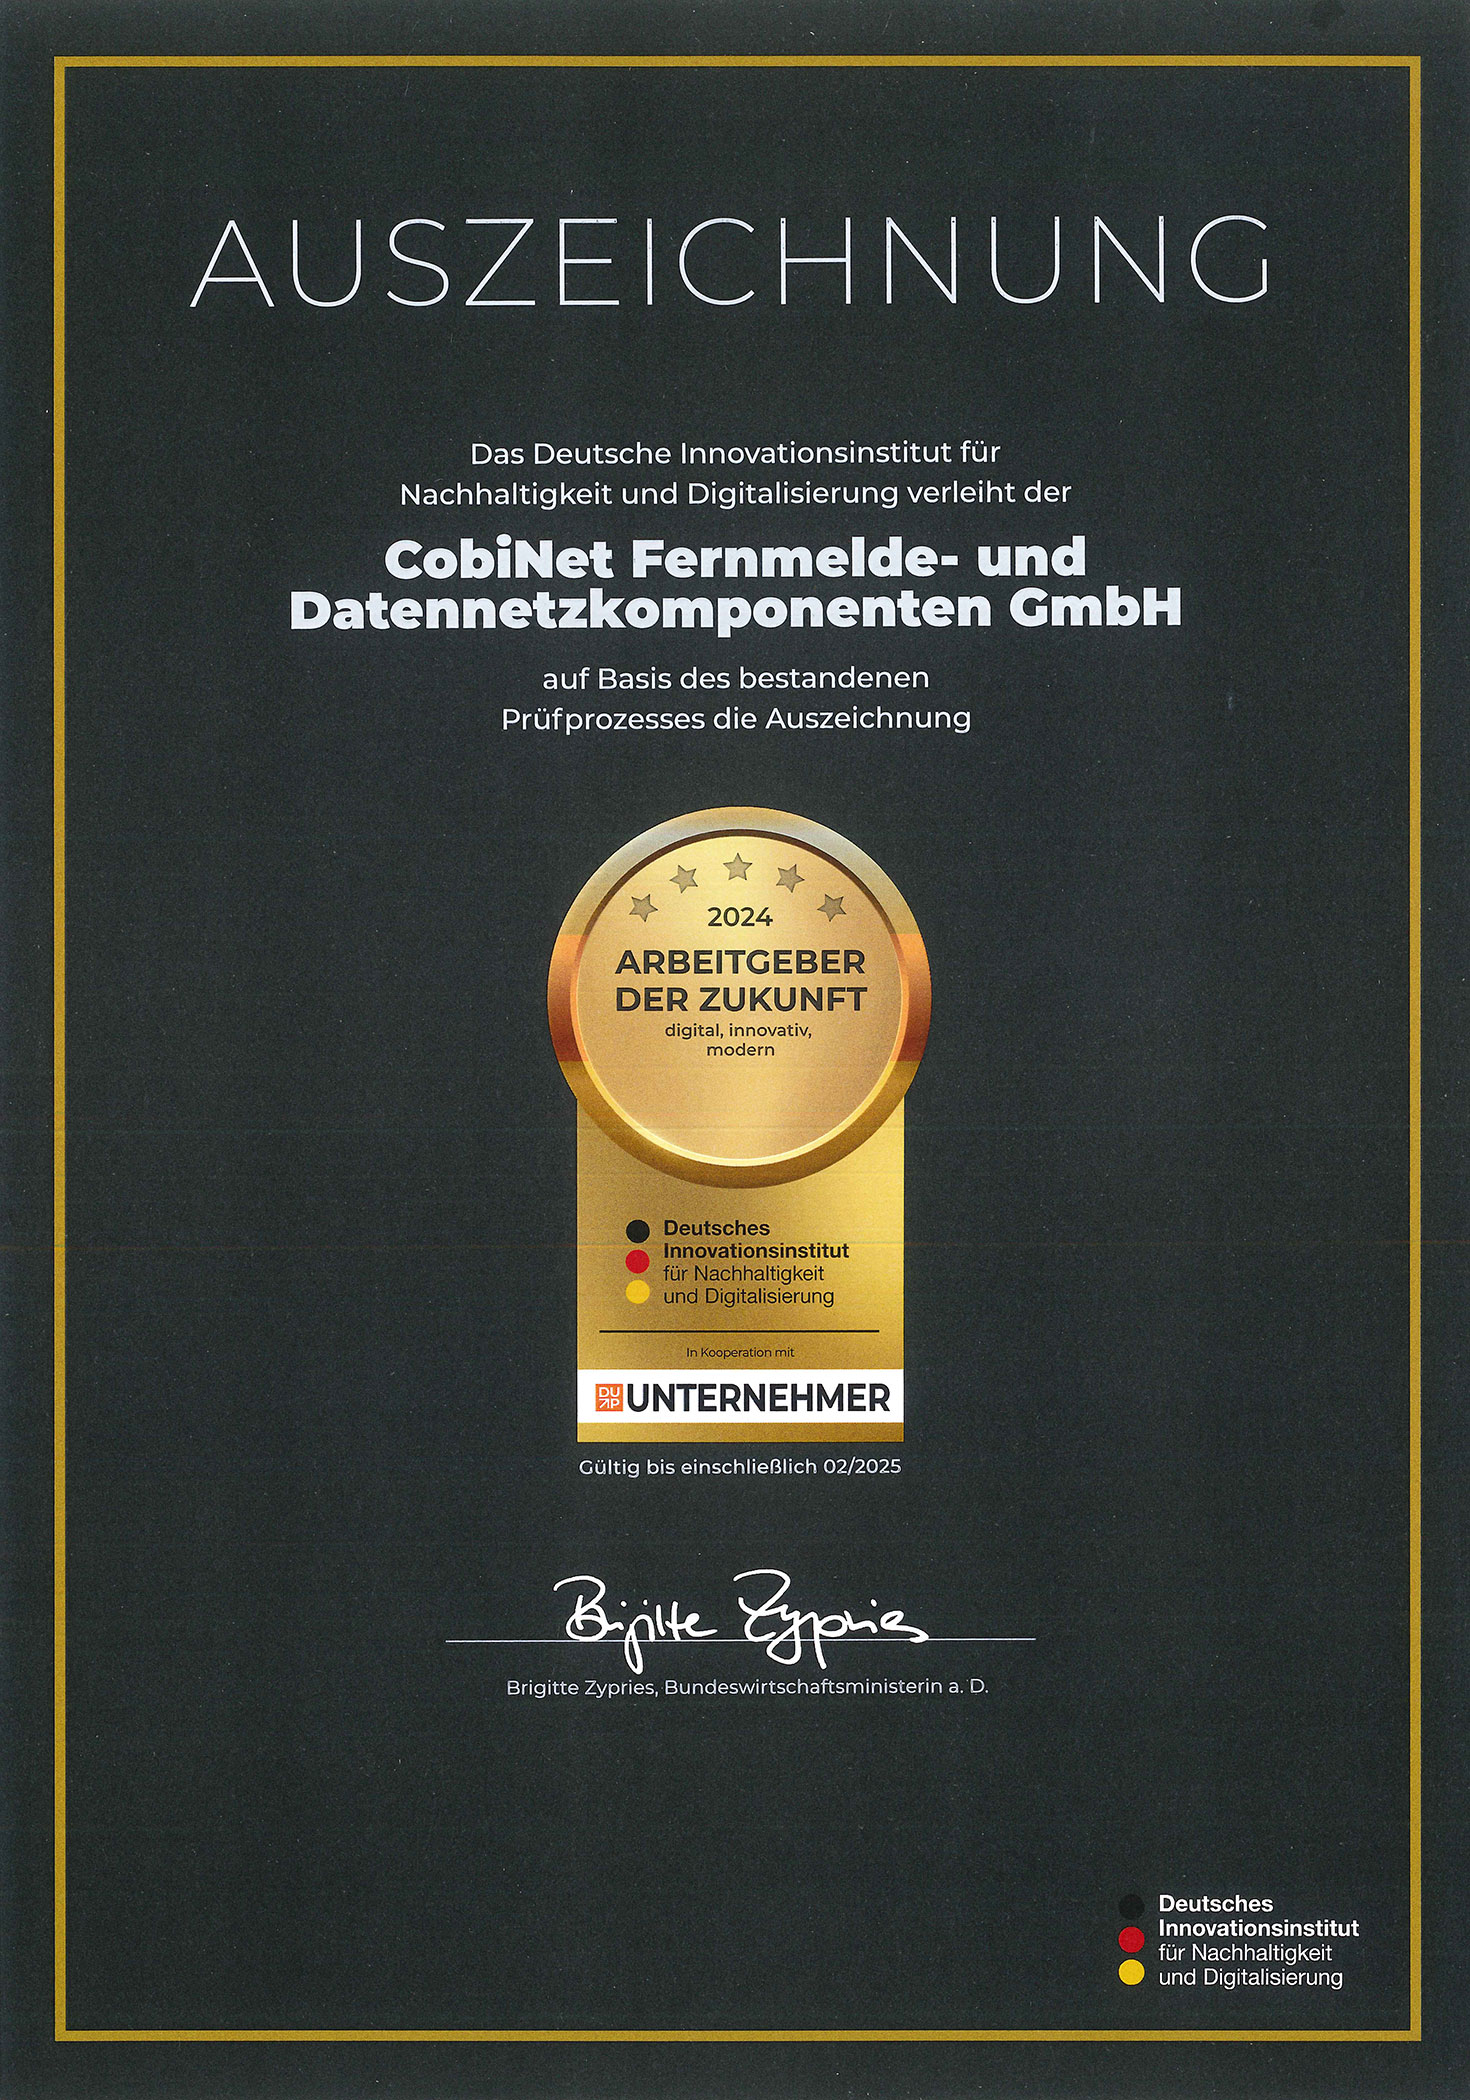 AUSZEICHNUNG
Das Deutsche Innovationsinstitut für
Nachhaltigkeit und Digitalisierung verleiht der
CobiNet Fernmelde- und
Datennetzkomponenten GmbH
auf Basis des bestandenen
Prüfprozesses die Auszeichnung
2024
ARBEITGEBER
DER ZUKUNFT
digital, innovativ,
modern
Deutsches
Innovationsinstitut
für Nachhaltigkeit
und Digitalisierung
In Kooperation mit
DUP UNTERNEHMER
Gültig bis einschließlich 02/2025
Brigitte Zypries
Brigitte Zypries, Bundeswirtschaftsministerin a. D.
Deutsches
Innovationsinstitut
für Nachhaltigkeit
und Digitalisierung